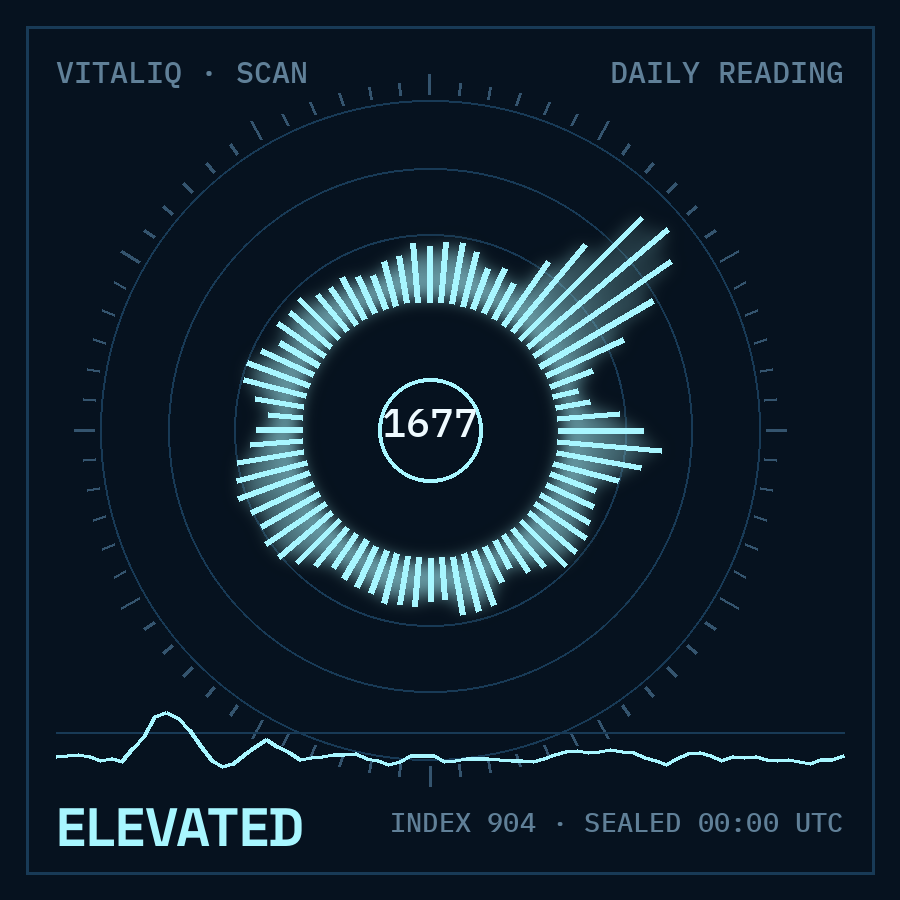 VITALIQ · SCAN
DAILY READING
1677
ELEVATED
INDEX 904 · SEALED 00:00 UTC